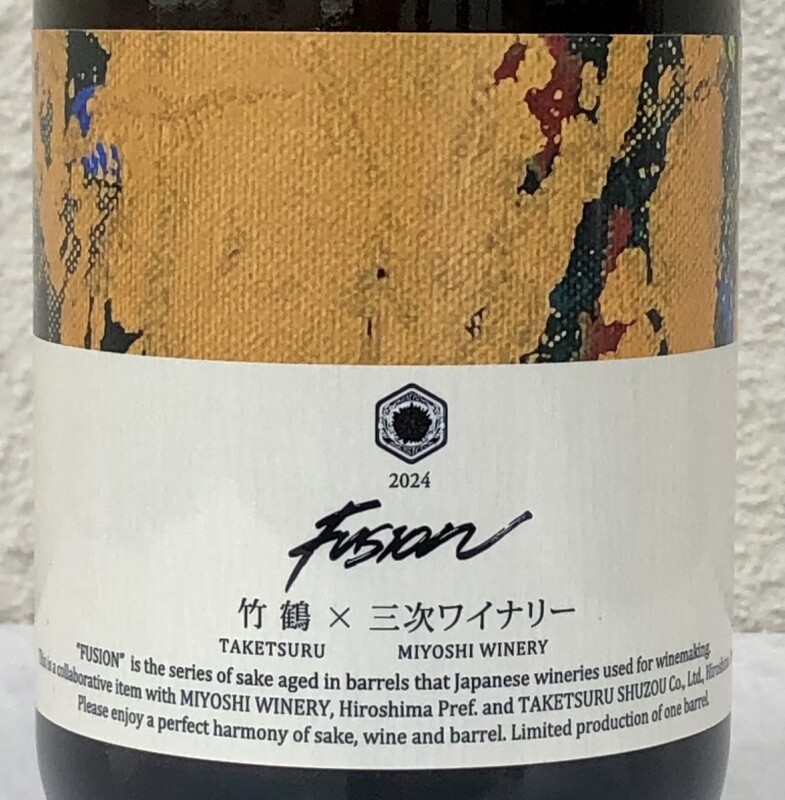 2024
Fusion
竹鶴 × 三次ワイナリー
TAKETSURU MIYOSHI WINERY
"FUSION" is the series of sake aged in barrels that Japanese wineries used for winemaking.
This is a collaborative item with MIYOSHI WINERY, Hiroshima Pref. and TAKETSURU SHUZOU Co., Ltd., Hiroshima
Please enjoy a perfect harmony of sake, wine and barrel. Limited production of one barrel.